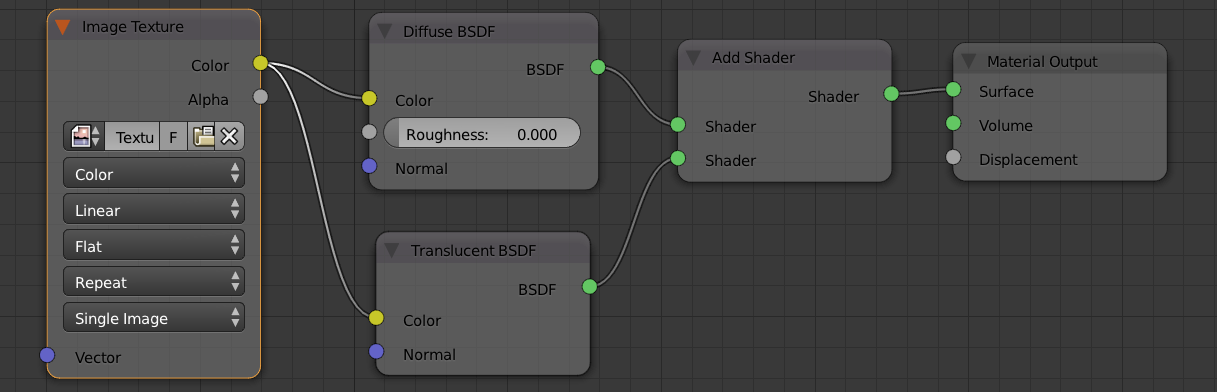 Image Texture
Color
Alpha
Textu F
Color
Linear
Flat
Repeat
Single Image
Vector
Diffuse BSDF
BSDF
Color
Roughness: 0.000
Normal
Translucent BSDF
BSDF
Color
Normal
Add Shader
Shader
Shader
Shader
Material Output
Surface
Volume
Displacement